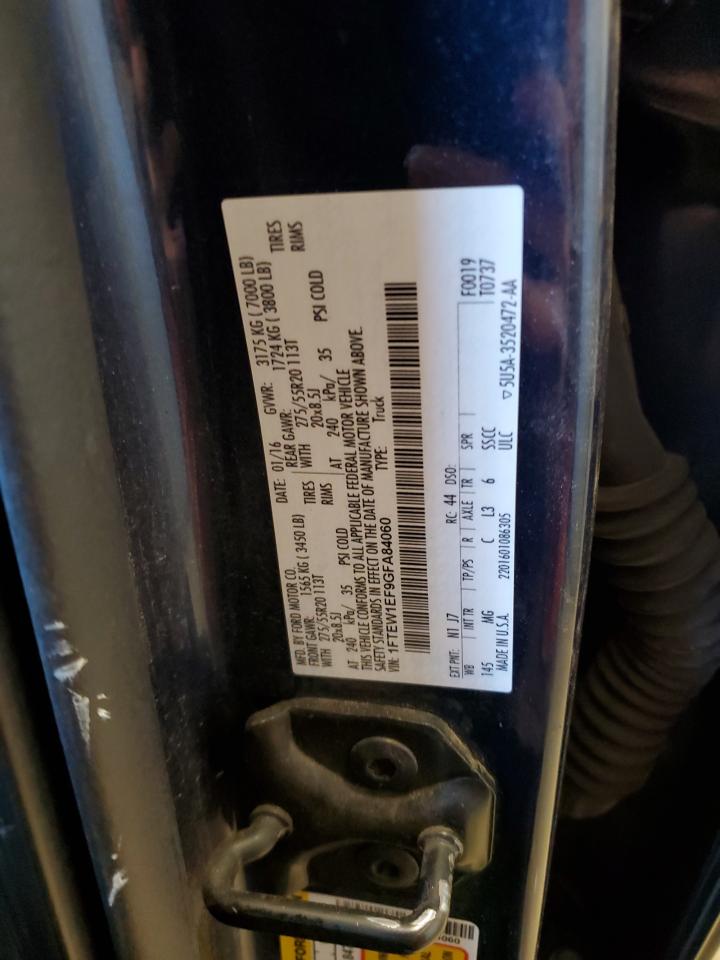 MFD. BY FORD MOTOR CO. DATE: 01/16 GVWR: 3175 KG ( 7000 LB)
FRONT GAWR: 1565 KG ( 3450 LB) REAR GAWR: 1724 KG ( 3800 LB)
WITH 275/55R20 113T TIRES WITH 275/55R20 113T TIRES
20x8.5J RIMS 20x8.5J RIMS
AT 240 kPa/ 35 PSI COLD AT 240 kPa/ 35 PSI COLD
THIS VEHICLE CONFORMS TO ALL APPLICABLE FEDERAL MOTOR VEHICLE
SAFETY STANDARDS IN EFFECT ON THE DATE OF MANUFACTURE SHOWN ABOVE.
VIN: 1FTEW1EF9GFA84060 TYPE: Truck
EXT PNT: N1 J7 RC: 44 DSO: F0019
WB INT TR TP/PS R AXLE TR SPR T0737
145 MG C L3 6 SSCC
MADE IN U.S.A. 2201601086305 ULC ▽5U5A-3520472-AA